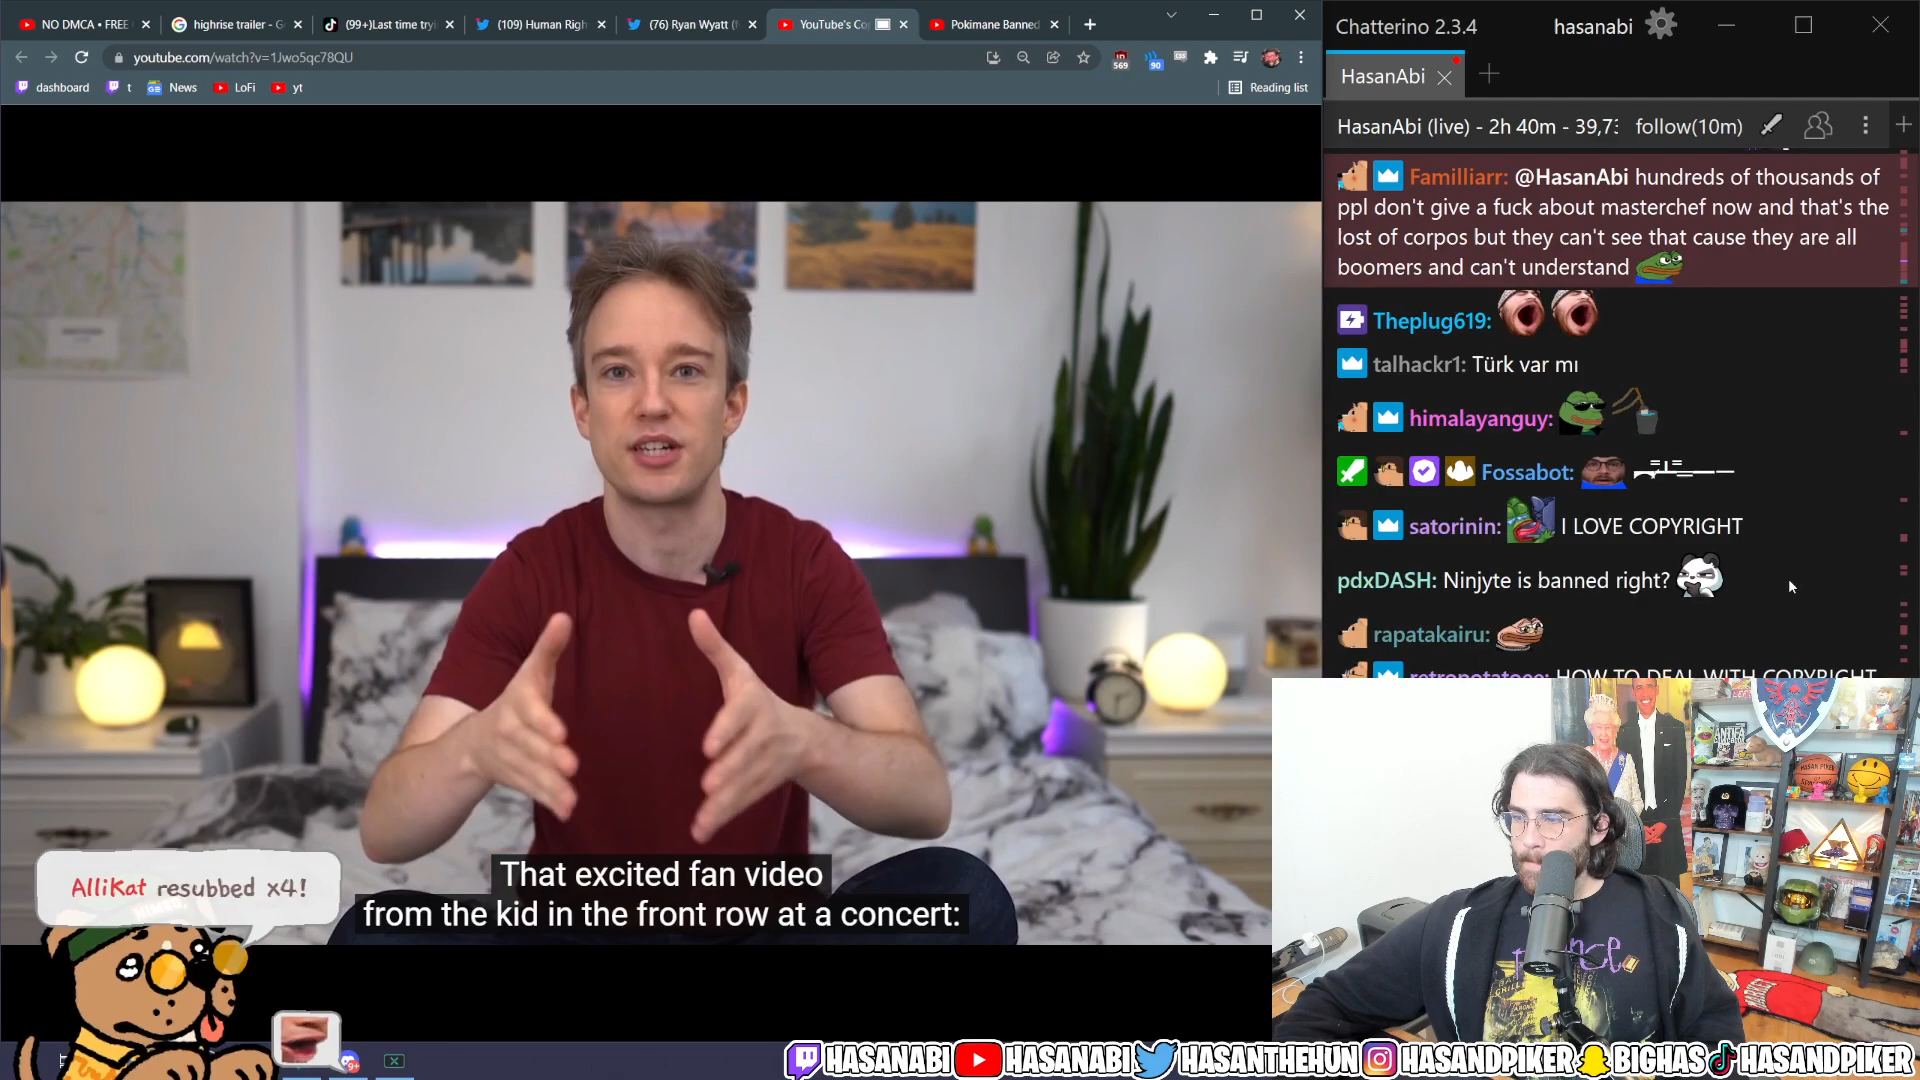 NO DMCA • FREE
highrise trailer - G
(99+)Last time tryi
(109) Human Righ
(76) Ryan Wyatt (f
YouTube's Co
Pokimane Banned
youtube.com/watch?v=1Jwo5qc78QU
569
90
dashboard
t
News
LoFi
yt
Reading list
Chatterino 2.3.4
hasanabi
HasanAbi
HasanAbi (live) - 2h 40m - 39,73
follow(10m)
Familliarr: @HasanAbi hundreds of thousands of
ppl don't give a fuck about masterchef now and that's the
lost of corpos but they can't see that cause they are all
boomers and can't understand
Theplug619:
talhackr1: Türk var mı
himalayanguy:
Fossabot:
satorinin: I LOVE COPYRIGHT
pdxDASH: Ninjyte is banned right?
rapatakairu:
retropotatoee: HOW TO DEAL WITH COPYRIGHT
That excited fan video
from the kid in the front row at a concert:
AlliKat resubbed x4!
9+
HASANABI
HASANABI
HASANTHEHUN
HASANDPIKER
BIGHAS
HASANDPIKER